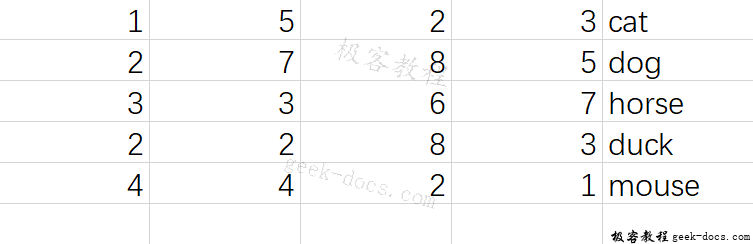 1 5 2 3 cat
极客教程
2 7 8 5 dog
3 3 6 7 horse
2 2 8 3 duck
geek-docs.com
4 4 2 1 mouse
极客教程 geek-docs.com